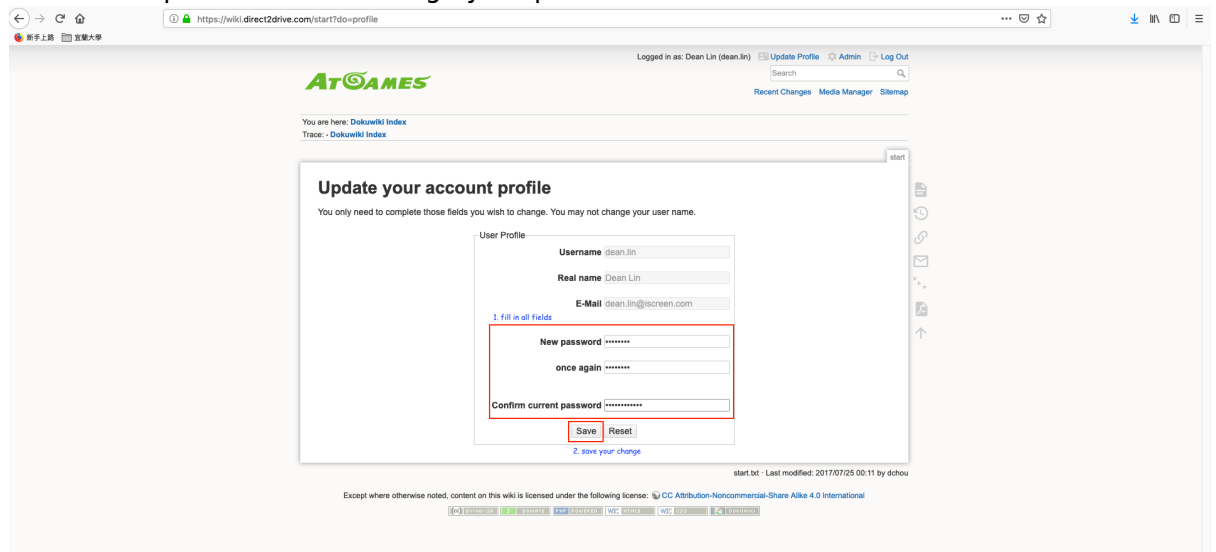 https://wiki.direct2drive.com/start?do=profile
新手上路 宜蘭大學
Logged in as: Dean Lin (dean.lin) Update Profile Admin Log Out
Search
ATGAMES
Recent Changes Media Manager Sitemap
You are here: Dokuwiki Index
Trace: • Dokuwiki Index
start
Update your account profile
You only need to complete those fields you wish to change. You may not change your user name.
User Profile
Username dean.lin
Real name Dean Lin
E-Mail dean.lin@iscreen.com
1. fill in all fields
New password ••••••••
once again ••••••••
Confirm current password ••••••••••••
Save Reset
2. save your change
start.txt · Last modified: 2017/07/25 00:11 by dchou
Except where otherwise noted, content on this wiki is licensed under the following license: CC Attribution-Noncommercial-Share Alike 4.0 International